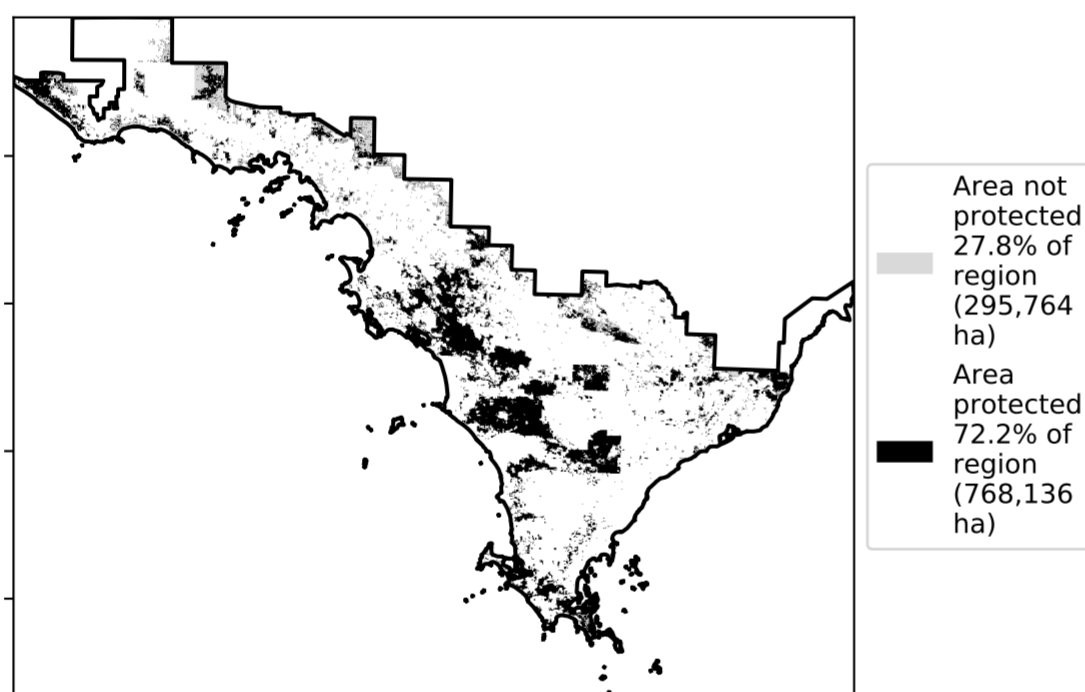 Area not
protected
27.8% of
region
(295,764
ha)
Area
protected
72.2% of
region
(768,136
ha)